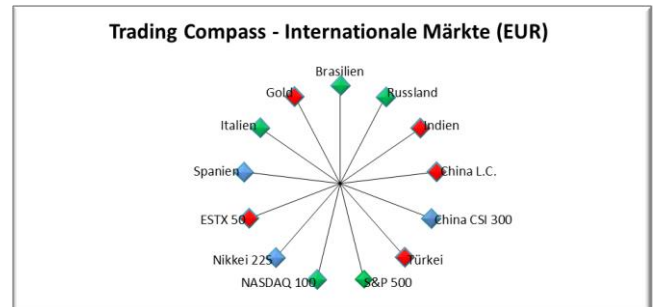 Trading Compass - Internationale Märkte (EUR)
Brasilien
Gold
Russland
Italien
Indien
Spanien
China L.C.
ESTX 50
China CSI 300
Nikkei 225
Türkei
NASDAQ 100
S&P 500